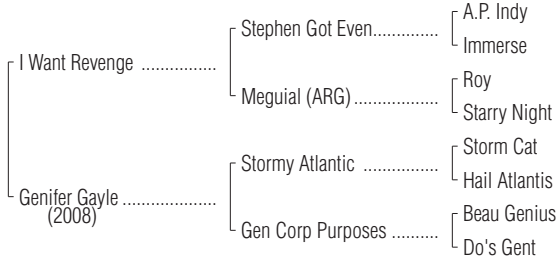 A.P. Indy
Stephen Got Even..............
Immerse
I Want Revenge ................
Roy
Meguial (ARG) ..................
Starry Night
Storm Cat
Stormy Atlantic ................
Hail Atlantis
Genifer Gayle ....................
(2008)
Beau Genius
Gen Corp Purposes ..........
Do's Gent